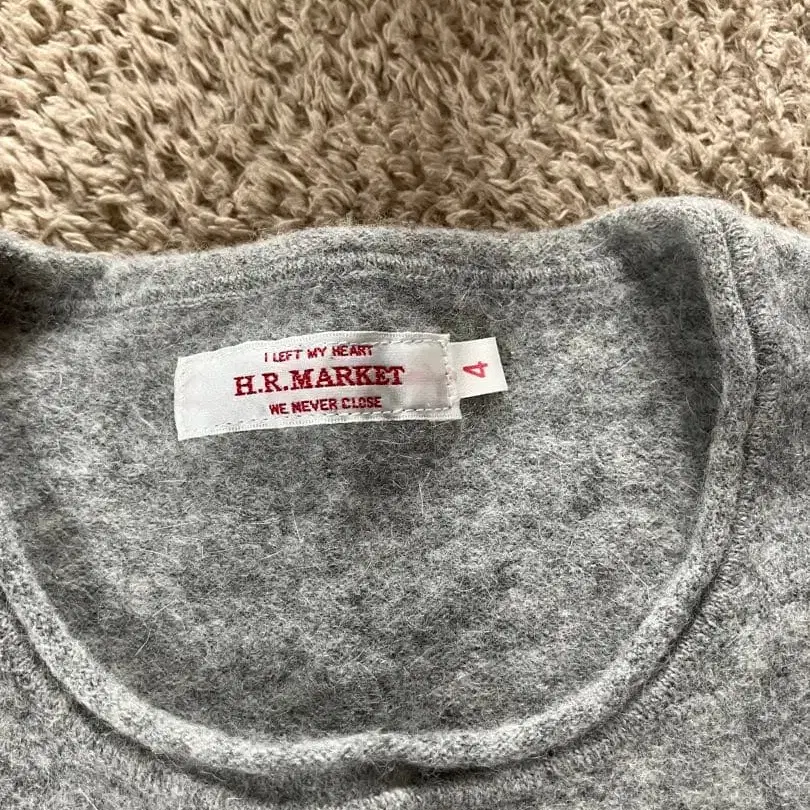 I LEFT MY HEART
H.R.MARKET
WE NEVER CLOSE
4